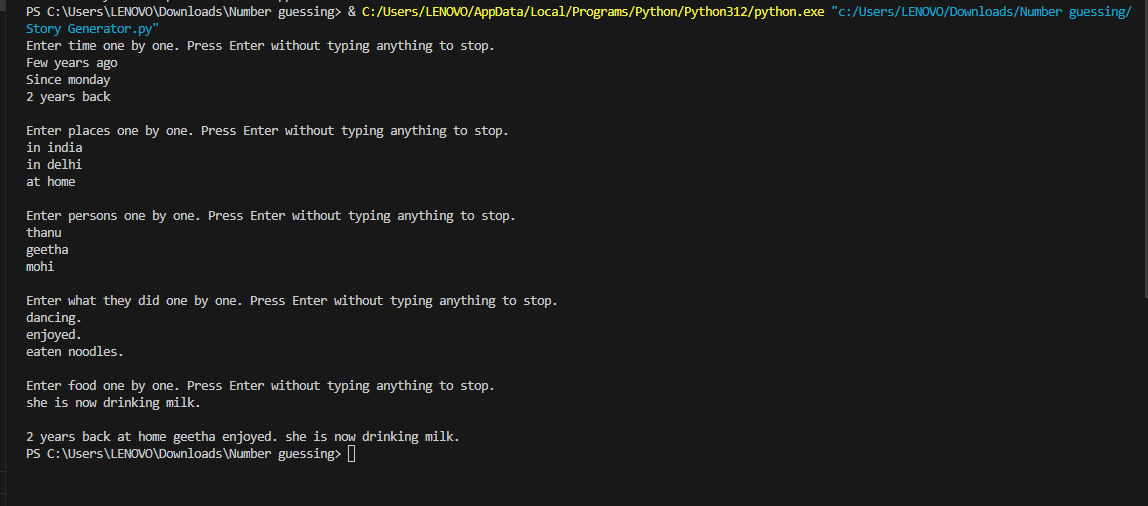 PS C:\Users\LENOVO\Downloads\Number guessing> & C:/Users/LENOVO/AppData/Local/Programs/Python/Python312/python.exe "c:/Users/LENOVO/Downloads/Number guessing/
Story Generator.py"
Enter time one by one. Press Enter without typing anything to stop.
Few years ago
Since monday
2 years back
Enter places one by one. Press Enter without typing anything to stop.
in india
in delhi
at home
Enter persons one by one. Press Enter without typing anything to stop.
thanu
geetha
mohi
Enter what they did one by one. Press Enter without typing anything to stop.
dancing.
enjoyed.
eaten noodles.
Enter food one by one. Press Enter without typing anything to stop.
she is now drinking milk.
2 years back at home geetha enjoyed. she is now drinking milk.
PS C:\Users\LENOVO\Downloads\Number guessing>